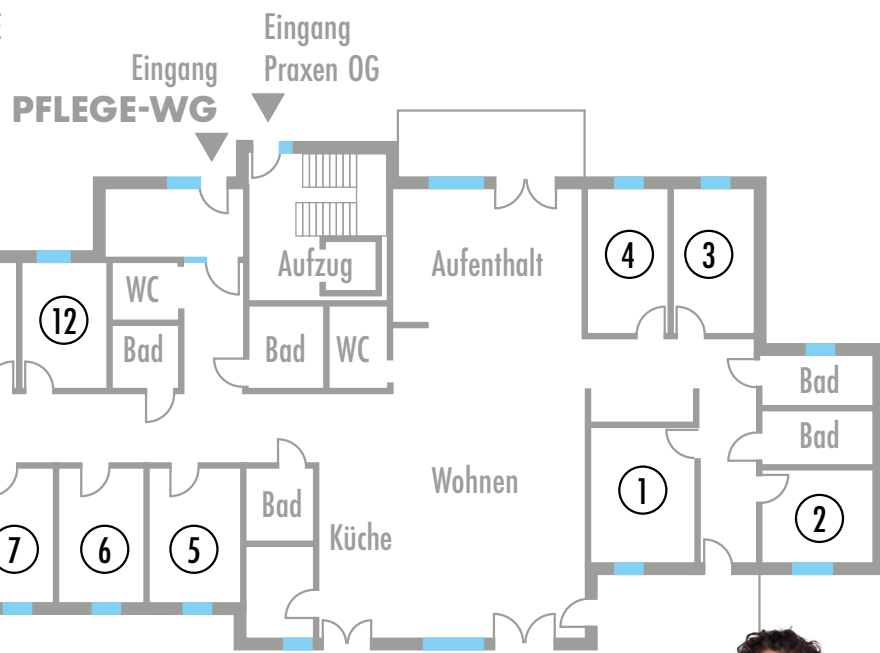 Eingang
Praxen OG
Eingang
PFLEGE-WG
Aufzug
Aufenthalt
4
3
WC
12
Bad
Bad
WC
Bad
Bad
Wohnen
1
2
Bad
Küche
7
6
5